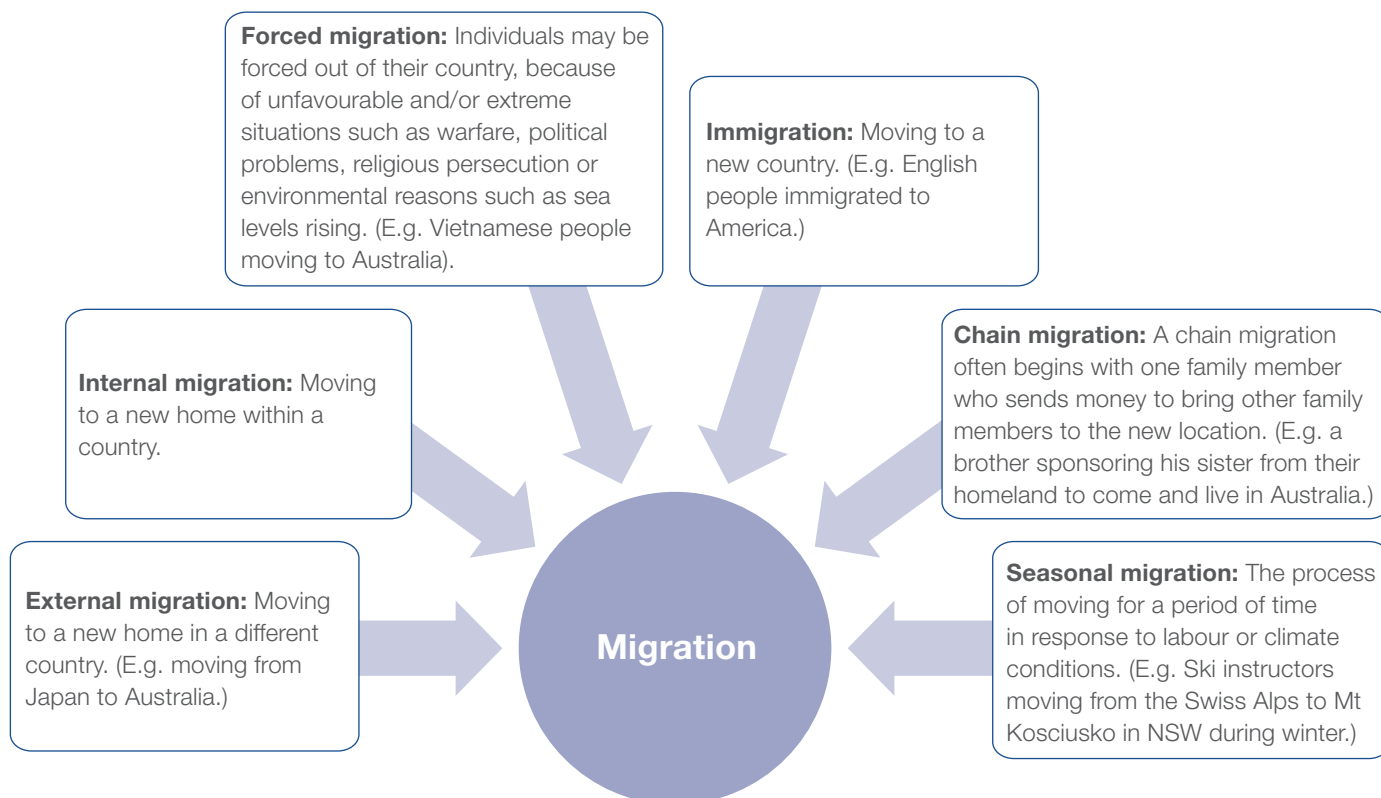 Forced migration: Individuals may be
forced out of their country, because
of unfavourable and/or extreme
situations such as warfare, political
problems, religious persecution or
environmental reasons such as sea
levels rising. (E.g. Vietnamese people
moving to Australia).
Immigration: Moving to a
new country. (E.g. English
people immigrated to
America.)
Internal migration: Moving
to a new home within a
country.
Chain migration: A chain migration
often begins with one family member
who sends money to bring other family
members to the new location. (E.g. a
brother sponsoring his sister from their
homeland to come and live in Australia.)
External migration: Moving
to a new home in a different
country. (E.g. moving from
Japan to Australia.)
Migration
Seasonal migration: The process
of moving for a period of time
in response to labour or climate
conditions. (E.g. Ski instructors
moving from the Swiss Alps to Mt
Kosciusko in NSW during winter.)